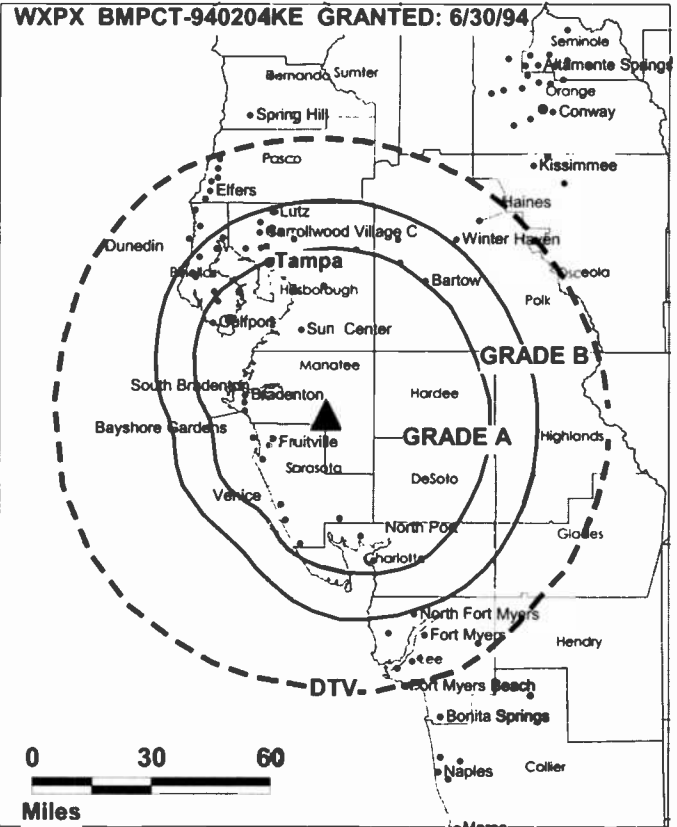 WXPX BMPCT-940204KE GRANTED: 6/30/94
Seminole
Altamonte Springs
Hernando Sumter
Orange
Spring Hill
Conway
Pasco
Kissimmee
Elfers
Haines
Lutz
Carrollwood Village C
Dunedin
Winter Haven
Tampa
Osceola
Pinellas
Hillsborough
Bartow
Polk
Gulfport
Sun Center
GRADE B
Manatee
South Bradenton
Bradenton
Hardee
Bayshore Gardens
GRADE A
Highlands
Fruitville
Sarasota
DeSoto
Venice
North Port
Glades
Charlotte
North Fort Myers
Fort Myers
Hendry
Lee
DTV
Fort Myers Beach
Bonita Springs
0 30 60
Naples
Collier
Miles